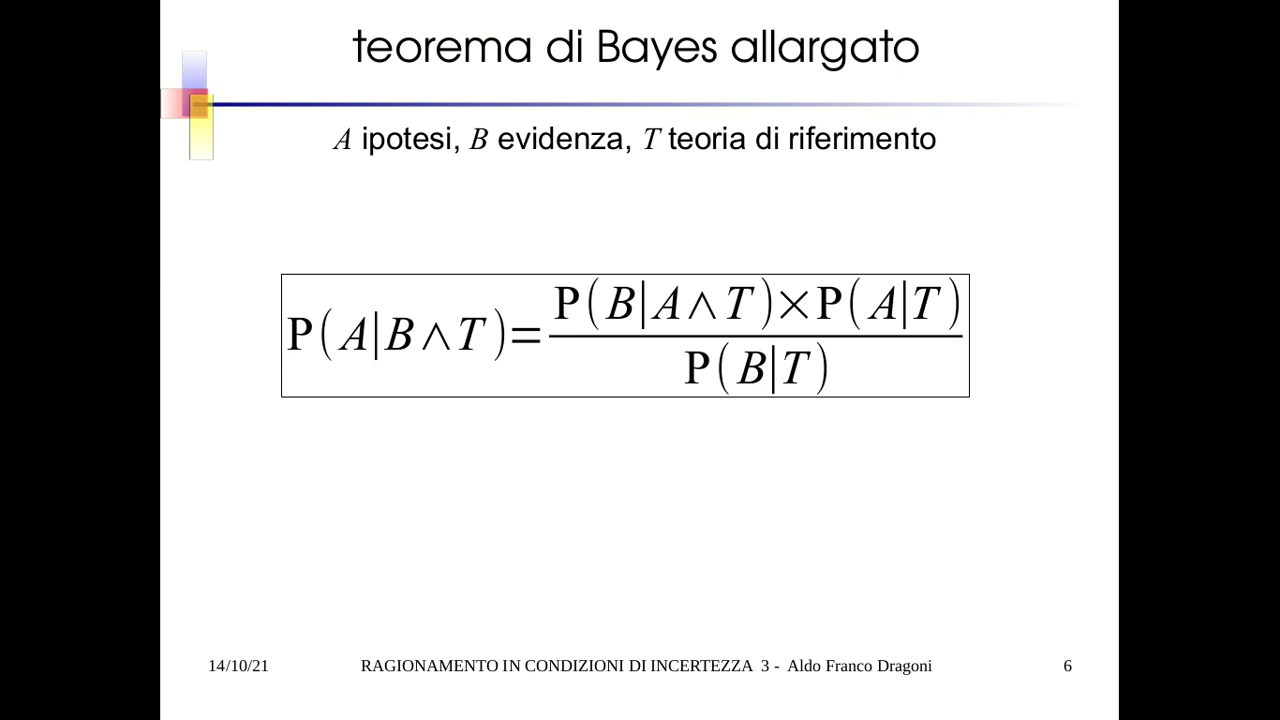 teorema di Bayes allargato
A ipotesi, B evidenza, T teoria di riferimento
P(A|B∧T)=P(B|A∧T)×P(A|T)/P(B|T)
14/10/21 RAGIONAMENTO IN CONDIZIONI DI INCERTEZZA 3 - Aldo Franco Dragoni 6